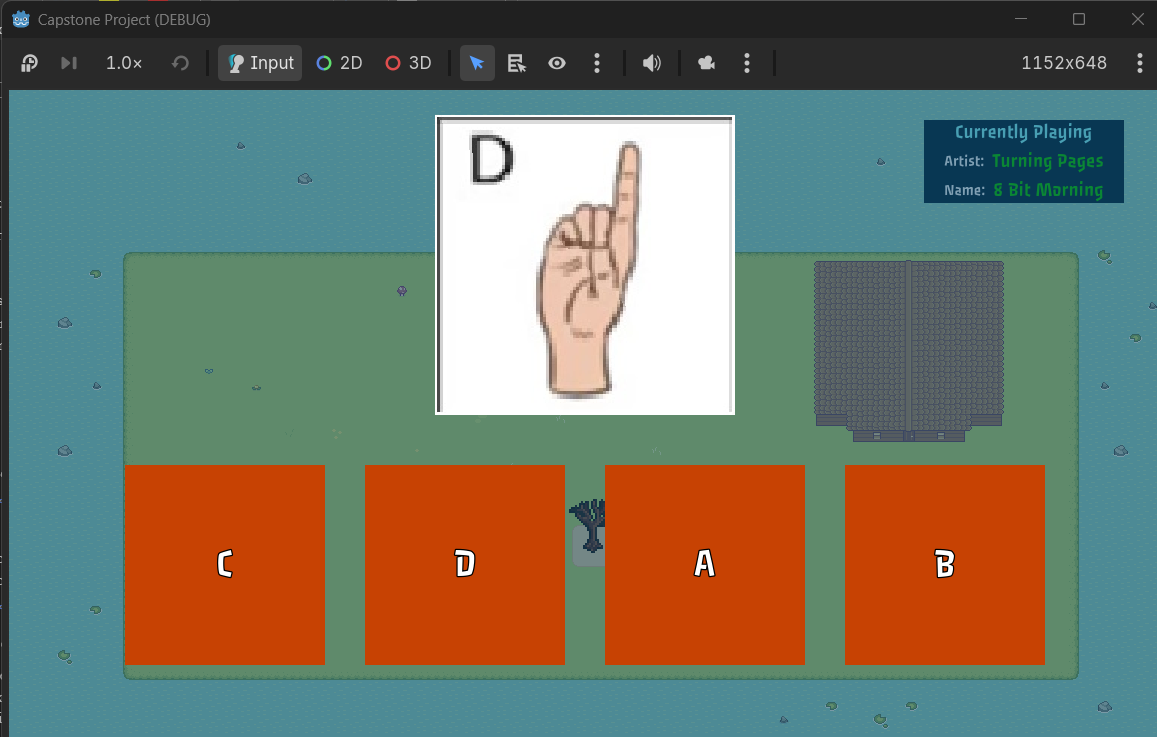 Capstone Project (DEBUG)
1.0×
Input
2D
3D
1152x648
D
Currently Playing
Artist: Turning Pages
Name: 8 Bit Morning
C
D
A
B